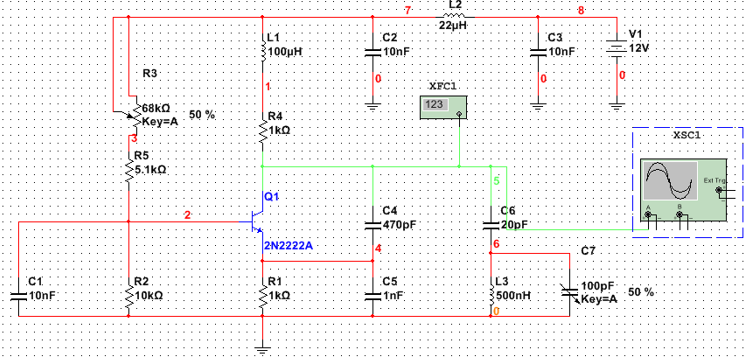 7
L2
22µH
8
L1
100µH
C2
10nF
0
C3
10nF
0
V1
12V
0
R3
68kΩ
Key=A
50 %
1
R4
1kΩ
XFC1
123
3
R5
5.1kΩ
XSC1
Ext Trig
A
B
5
2
Q1
2N2222A
C4
470pF
4
C6
20pF
6
C1
10nF
R2
10kΩ
R1
1kΩ
C5
1nF
L3
500nH
0
C7
100pF
Key=A
50 %